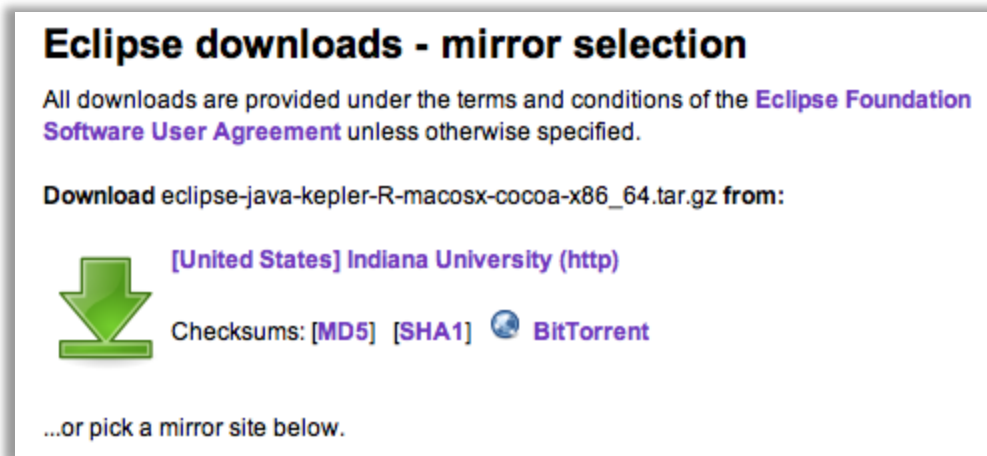 Eclipse downloads - mirror selection
All downloads are provided under the terms and conditions of the Eclipse Foundation
Software User Agreement unless otherwise specified.
Download eclipse-java-kepler-R-macosx-cocoa-x86_64.tar.gz from:
[United States] Indiana University (http)
Checksums: [MD5] [SHA1] BitTorrent
...or pick a mirror site below.